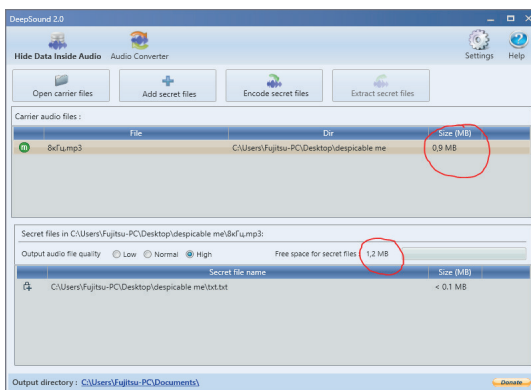 DeepSound 2.0
Hide Data Inside Audio Audio Converter Settings Help
Open carrier files Add secret files Encode secret files Extract secret files
Carrier audio files :
File Dir Size (MB)
8кГц.mp3 C:\Users\Fujitsu-PC\Desktop\despicable me 0,9 MB
Secret files in C:\Users\Fujitsu-PC\Desktop\despicable me\8кГц.mp3:
Output audio file quality Low Normal High Free space for secret files : 1,2 MB
Secret file name Size (MB)
C:\Users\Fujitsu-PC\Desktop\despicable me\txt.txt < 0.1 MB
Output directory : C:\Users\Fujitsu-PC\Documents\ Donate